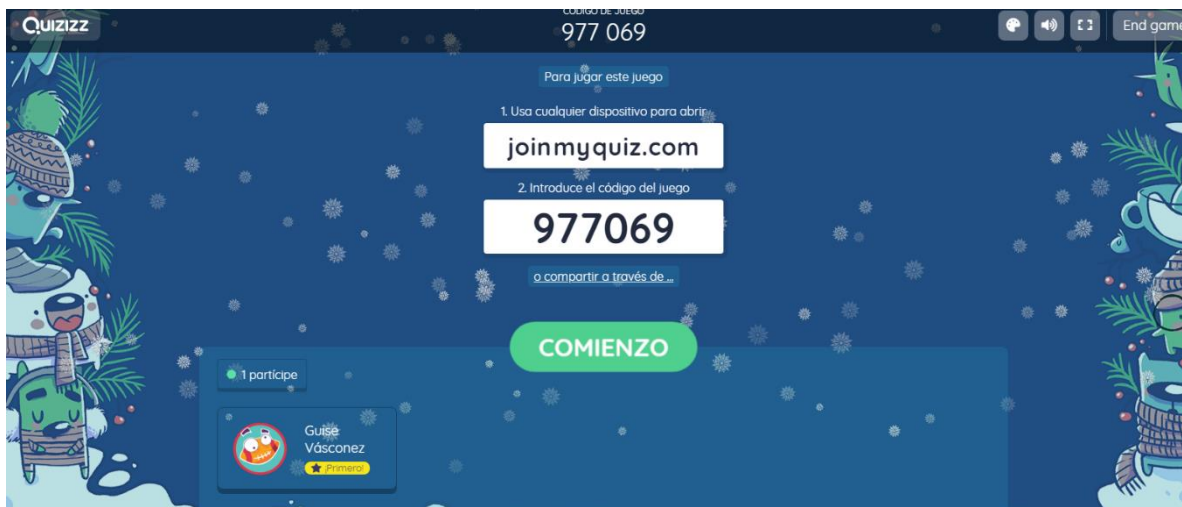 QUIZIZZ
CÓDIGO DE JUEGO
977 069
End game
Para jugar este juego
1. Usa cualquier dispositivo para abrir
joinmyquiz.com
2. Introduce el código del juego
977069
o compartir a través de ...
COMIENZO
1 partícipe
Guise
Vásconez
¡Primero!